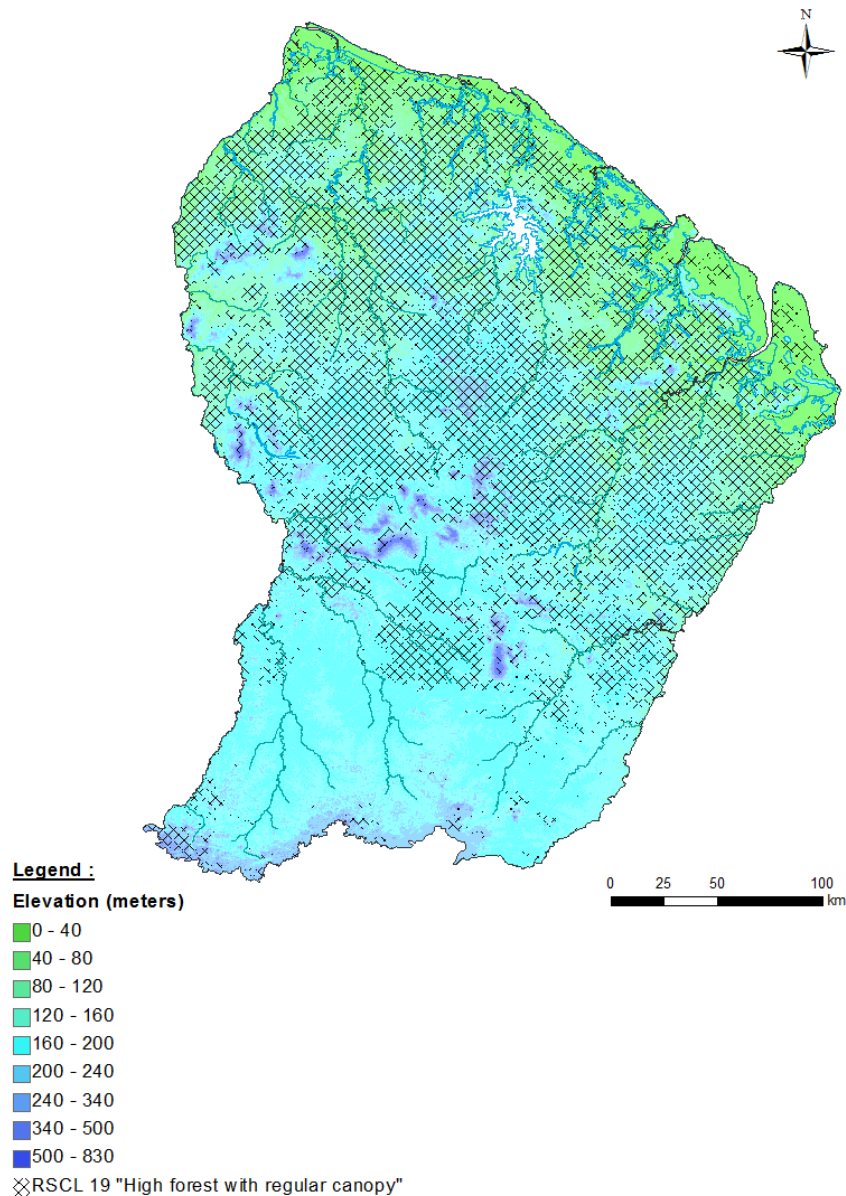 N
Legend :
Elevation (meters)
0 - 40
40 - 80
80 - 120
120 - 160
160 - 200
200 - 240
240 - 340
340 - 500
500 - 830
RSCL 19 "High forest with regular canopy"
0 25 50 100
km